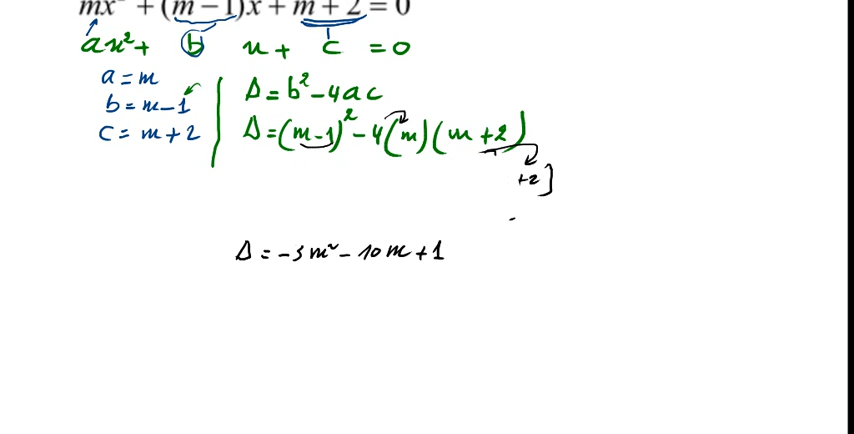 mx² + (m − 1)x + m + 2 = 0
ax² + b x + c = 0
a = m
b = m − 1
c = m + 2
Δ = b² − 4ac
Δ = (m − 1)² − 4(m)(m + 2)
+2]
Δ = −3m² − 10m + 1